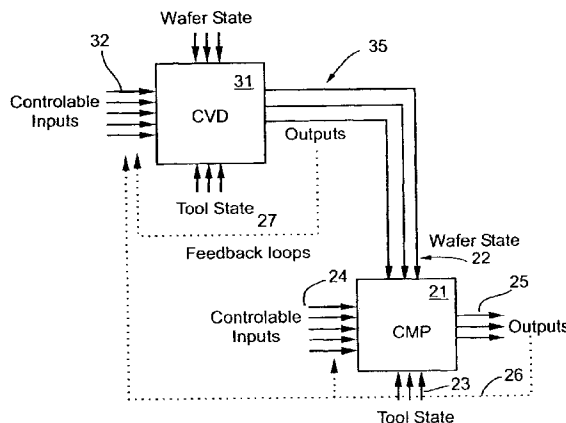 Wafer State
32
35
31
Controlable
Inputs
CVD
Outputs
Tool State
27
Feedback loops
Wafer State
22
24
21
25
Controllable
Inputs
CMP
Outputs
23
26
Tool State